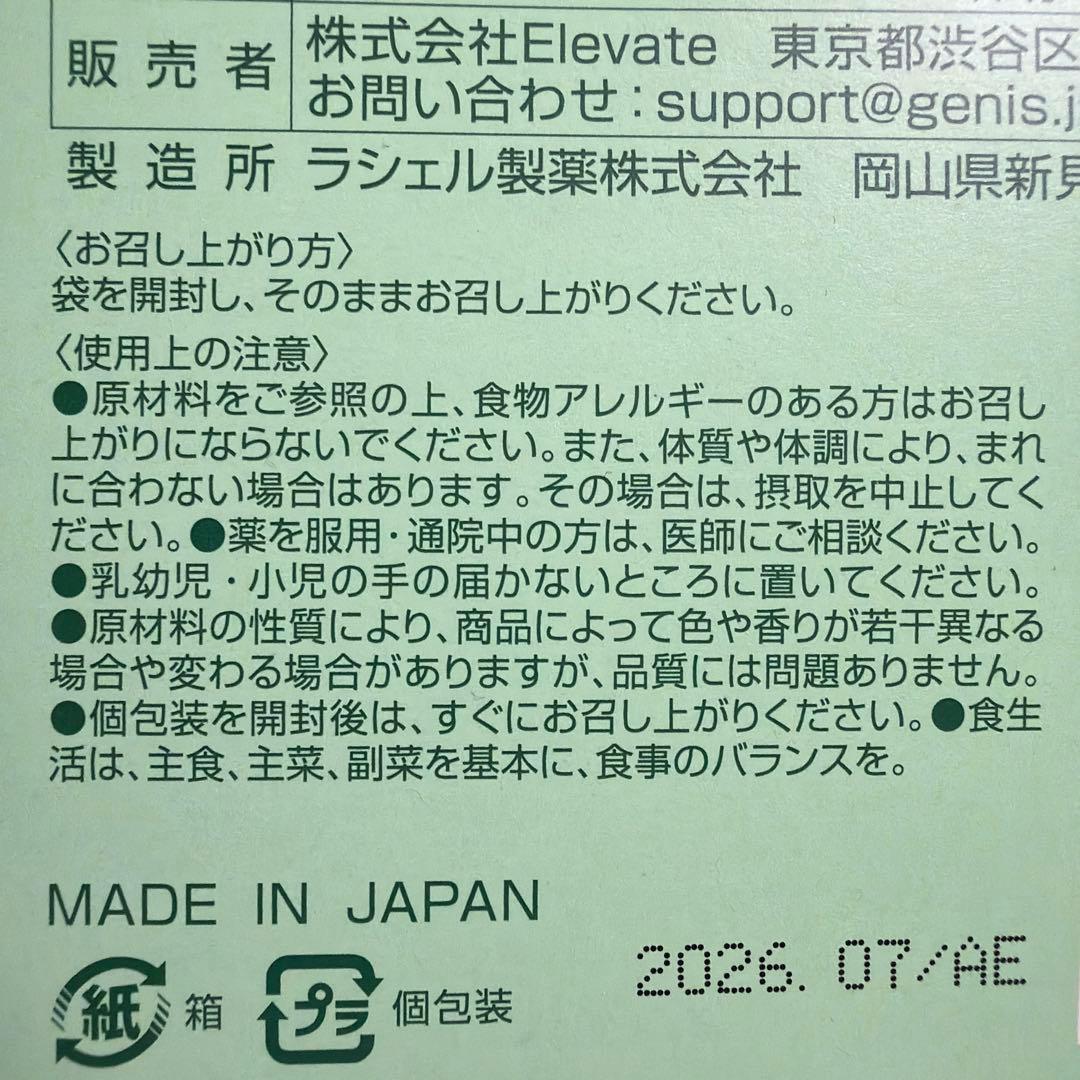 販売者 株式会社Elevate 東京都渋谷区
お問い合わせ:support@genis.j
製造所 ラシェル製薬株式会社 岡山県新見
〈お召し上がり方〉
袋を開封し、そのままお召し上がりください。
〈使用上の注意〉
●原材料をご参照の上、食物アレルギーのある方はお召し
上がりにならないでください。また、体質や体調により、まれ
に合わない場合はあります。その場合は、摂取を中止してく
ださい。●薬を服用・通院中の方は、医師にご相談ください。
●乳幼児・小児の手の届かないところに置いてください。
●原材料の性質により、商品によって色や香りが若干異なる
場合や変わる場合がありますが、品質には問題ありません。
●個包装を開封後は、すぐにお召し上がりください。●食生
活は、主食、主菜、副菜を基本に、食事のバランスを。
MADE IN JAPAN
2026.07/AE
紙 箱 プラ 個包装